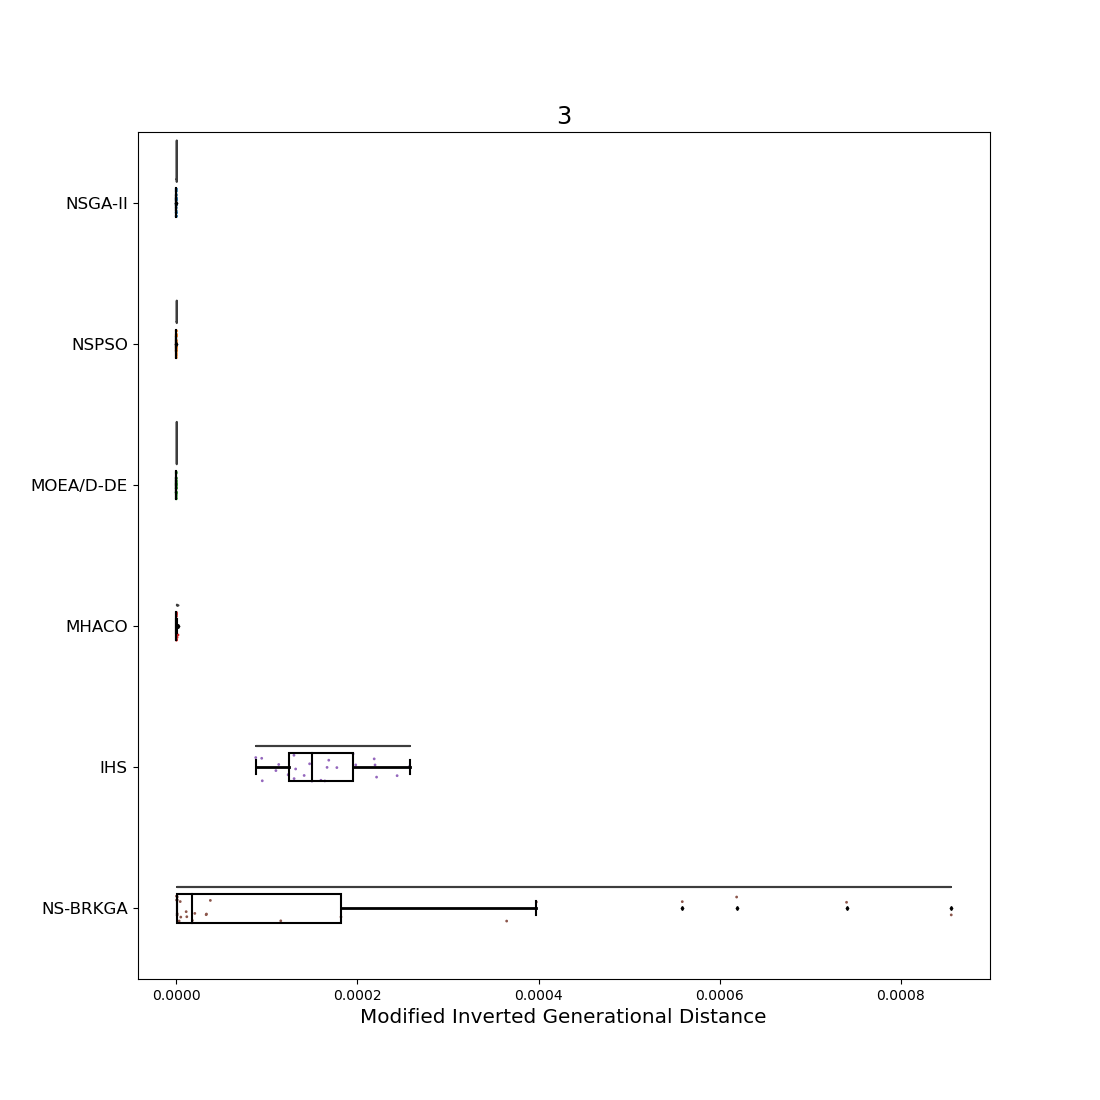 3
NSGA-II
NSPSO
MOEA/D-DE
MHACO
IHS
NS-BRKGA
0.0000 0.0002 0.0004 0.0006 0.0008
Modified Inverted Generational Distance